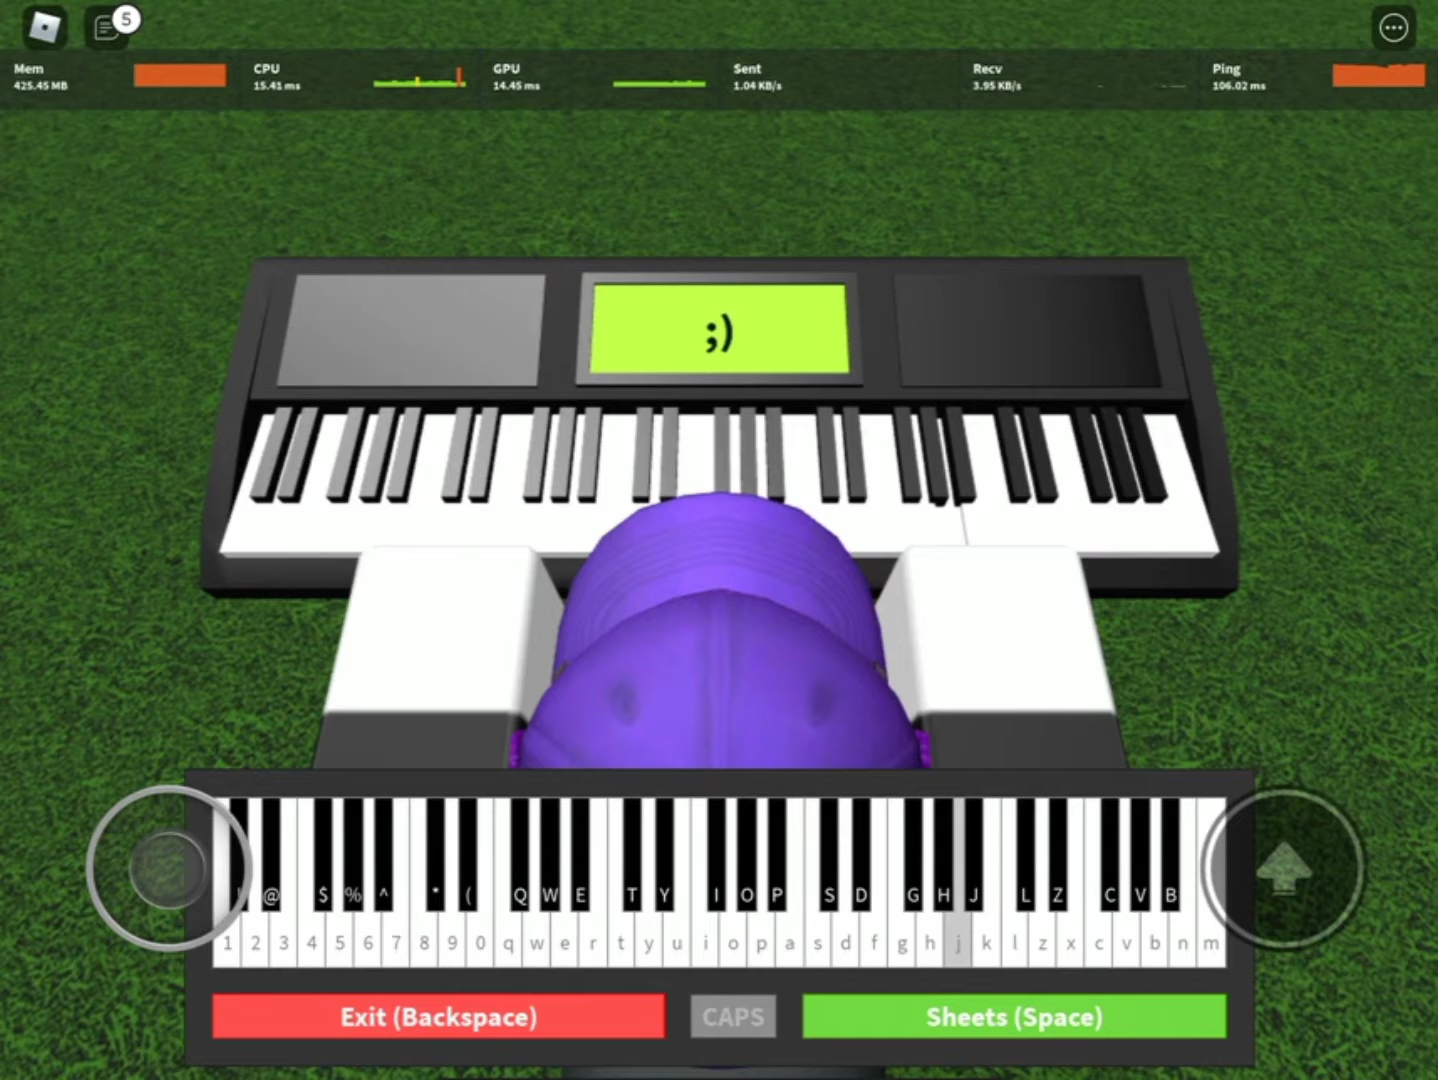 5
Mem
425.45 MB
CPU
15.41 ms
GPU
14.45 ms
Sent
1.04 KB/s
Recv
3.95 KB/s
Ping
106.02 ms
;)
@ $ % ^ * ( Q W E T Y I O P S D G H J L Z C V B
1 2 3 4 5 6 7 8 9 0 q w e r t y u i o p a s d f g h j k l z x c v b n m
Exit (Backspace)
CAPS
Sheets (Space)